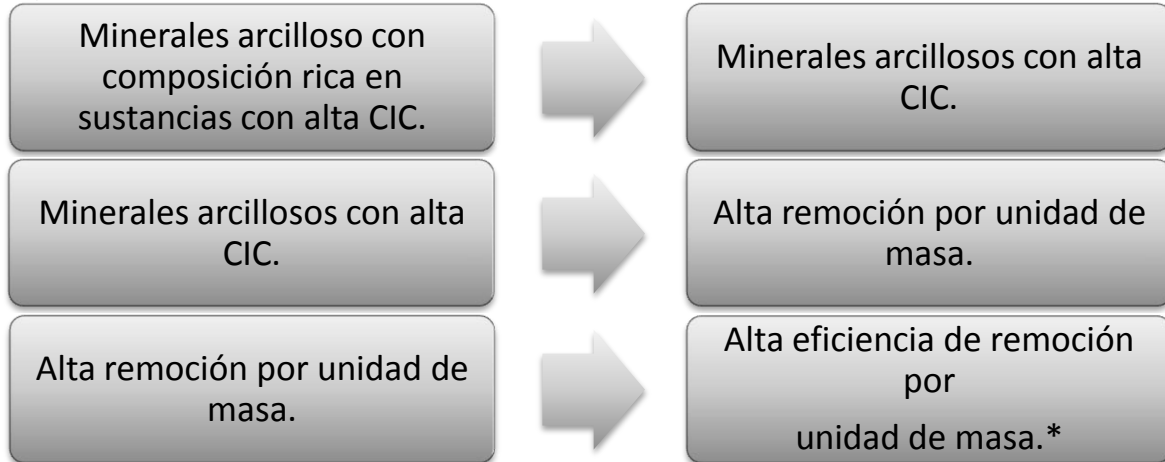 Minerales arcilloso con
composición rica en
sustancias con alta CIC.
Minerales arcillosos con alta
CIC.
Minerales arcillosos con alta
CIC.
Alta remoción por unidad de
masa.
Alta remoción por unidad de
masa.
Alta eficiencia de remoción
por
unidad de masa.*